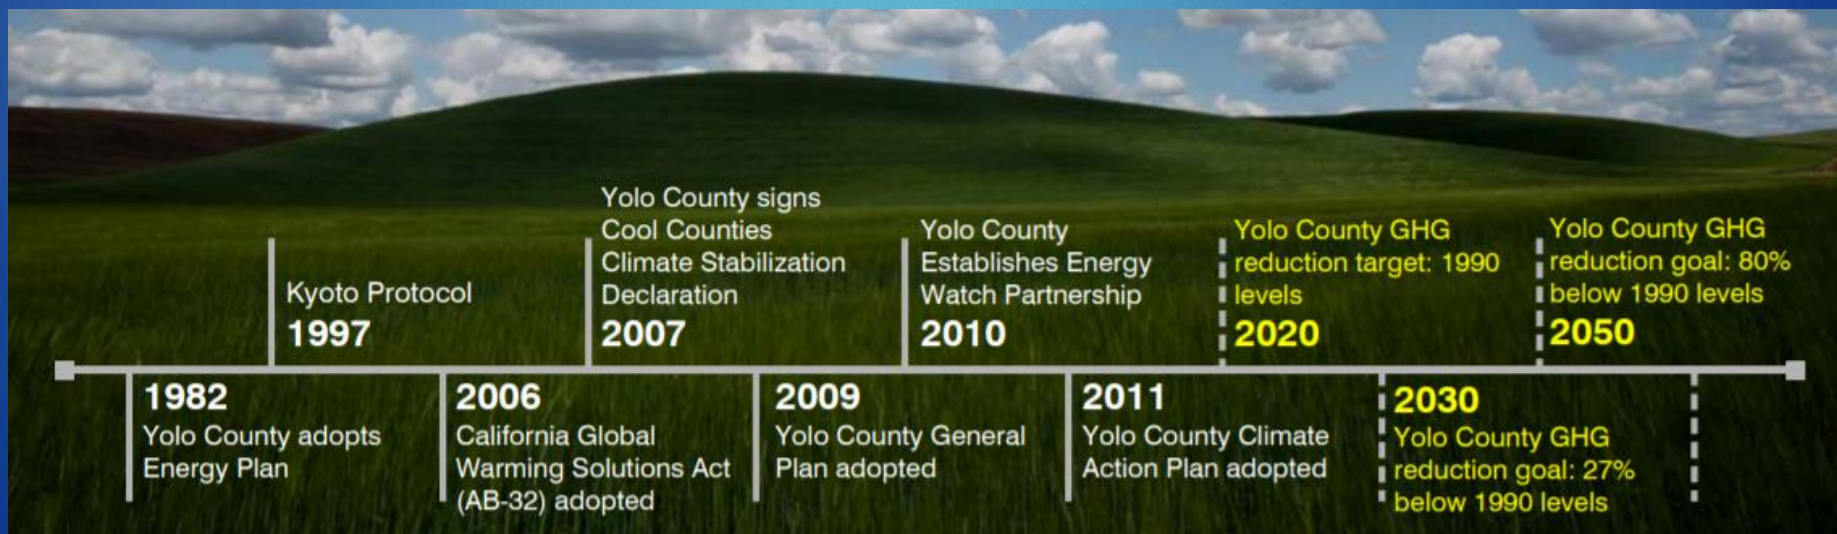 Kyoto Protocol
1997
Yolo County signs
Cool Counties
Climate Stabilization
Declaration
2007
Yolo County
Establishes Energy
Watch Partnership
2010
Yolo County GHG
reduction target: 1990
levels
2020
Yolo County GHG
reduction goal: 80%
below 1990 levels
2050
1982
Yolo County adopts
Energy Plan
2006
California Global
Warming Solutions Act
(AB-32) adopted
2009
Yolo County General
Plan adopted
2011
Yolo County Climate
Action Plan adopted
2030
Yolo County GHG
reduction goal: 27%
below 1990 levels